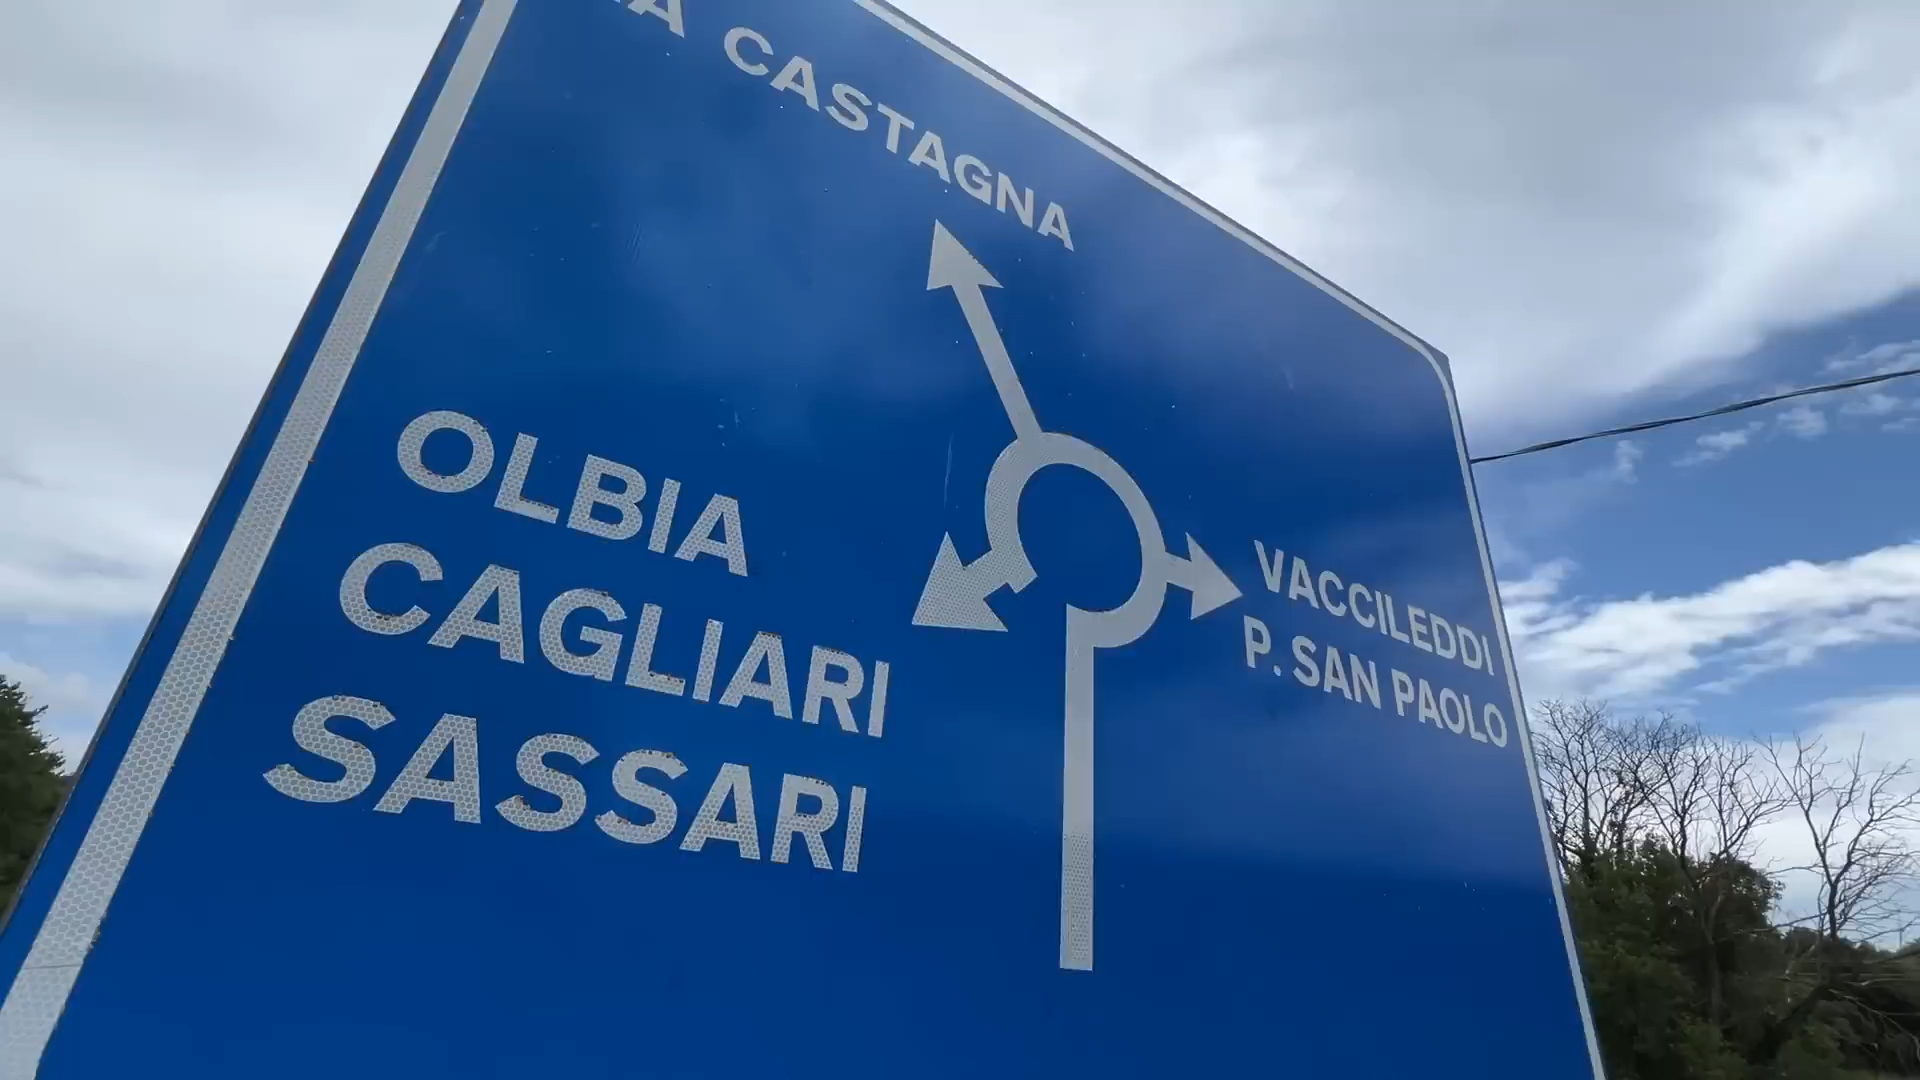 CASTAGNA
OLBIA
CAGLIARI
SASSARI
VACCILEDDI
P. SAN PAOLO